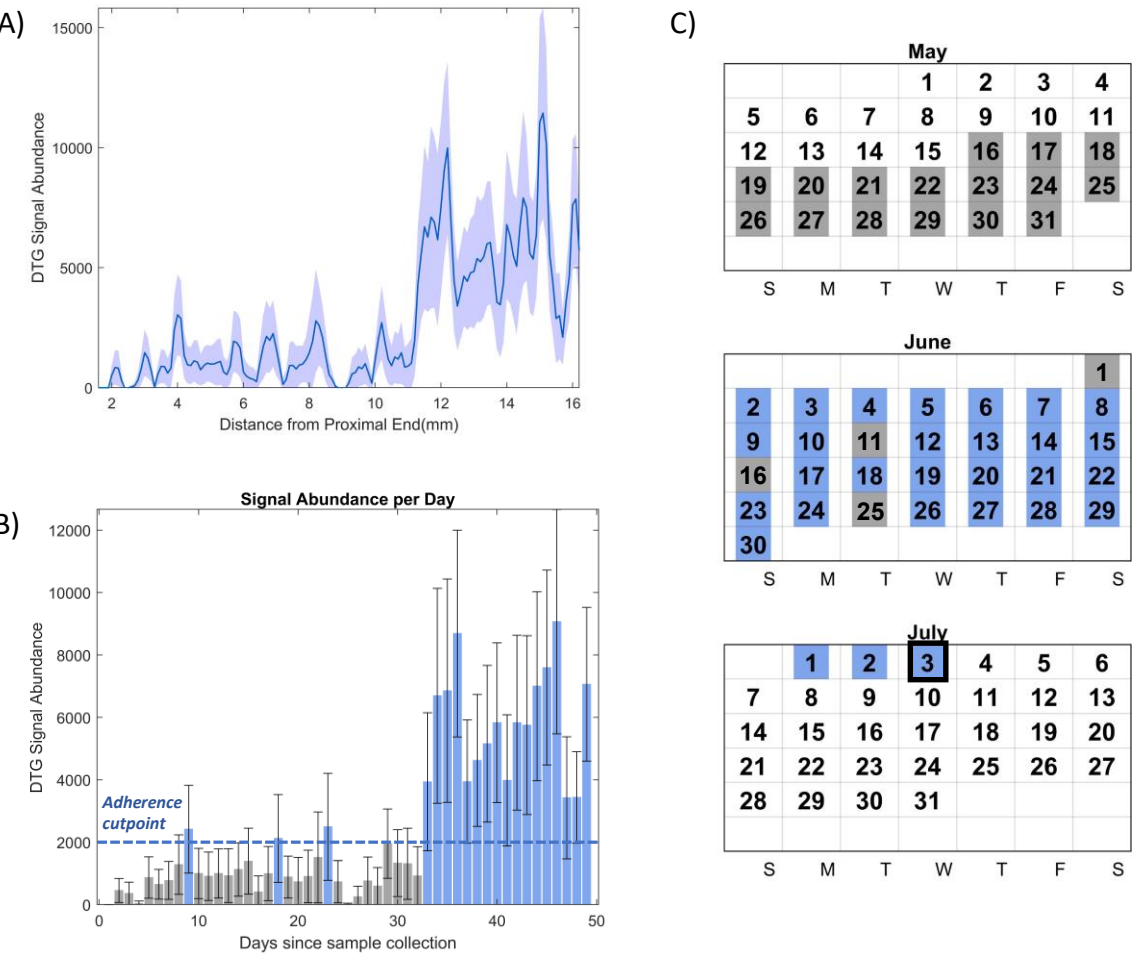 A)
15000
10000
5000
0
DTG Signal Abundance
2 4 6 8 10 12 14 16
Distance from Proximal End(mm)
B)
Signal Abundance per Day
12000
10000
8000
6000
4000
2000
0
DTG Signal Abundance
Adherence
cutpoint
0 10 20 30 40 50
Days since sample collection
C)
May
1 2 3 4
5 6 7 8 9 10 11
12 13 14 15 16 17 18
19 20 21 22 23 24 25
26 27 28 29 30 31
S M T W T F S
June
1
2 3 4 5 6 7 8
9 10 11 12 13 14 15
16 17 18 19 20 21 22
23 24 25 26 27 28 29
30
S M T W T F S
July
1 2 3 4 5 6
7 8 9 10 11 12 13
14 15 16 17 18 19 20
21 22 23 24 25 26 27
28 29 30 31
S M T W T F S